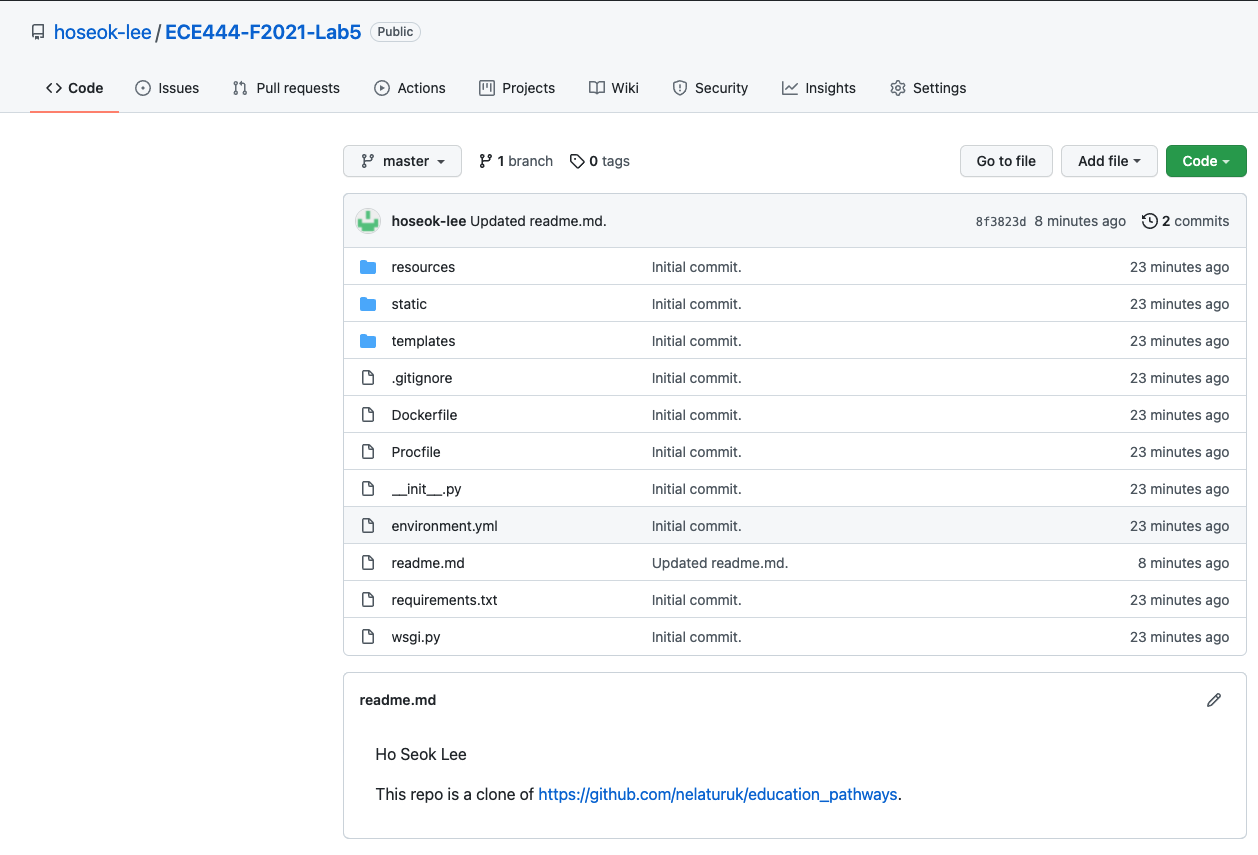 hoseok-lee / ECE444-F2021-Lab5 Public
Code Issues Pull requests Actions Projects Wiki Security Insights Settings
master 1 branch 0 tags Go to file Add file Code
hoseok-lee Updated readme.md. 8f3823d 8 minutes ago 2 commits
resources Initial commit. 23 minutes ago
static Initial commit. 23 minutes ago
templates Initial commit. 23 minutes ago
.gitignore Initial commit. 23 minutes ago
Dockerfile Initial commit. 23 minutes ago
Procfile Initial commit. 23 minutes ago
__init__.py Initial commit. 23 minutes ago
environment.yml Initial commit. 23 minutes ago
readme.md Updated readme.md. 8 minutes ago
requirements.txt Initial commit. 23 minutes ago
wsgi.py Initial commit. 23 minutes ago
readme.md
Ho Seok Lee
This repo is a clone of https://github.com/nelaturuk/education_pathways.